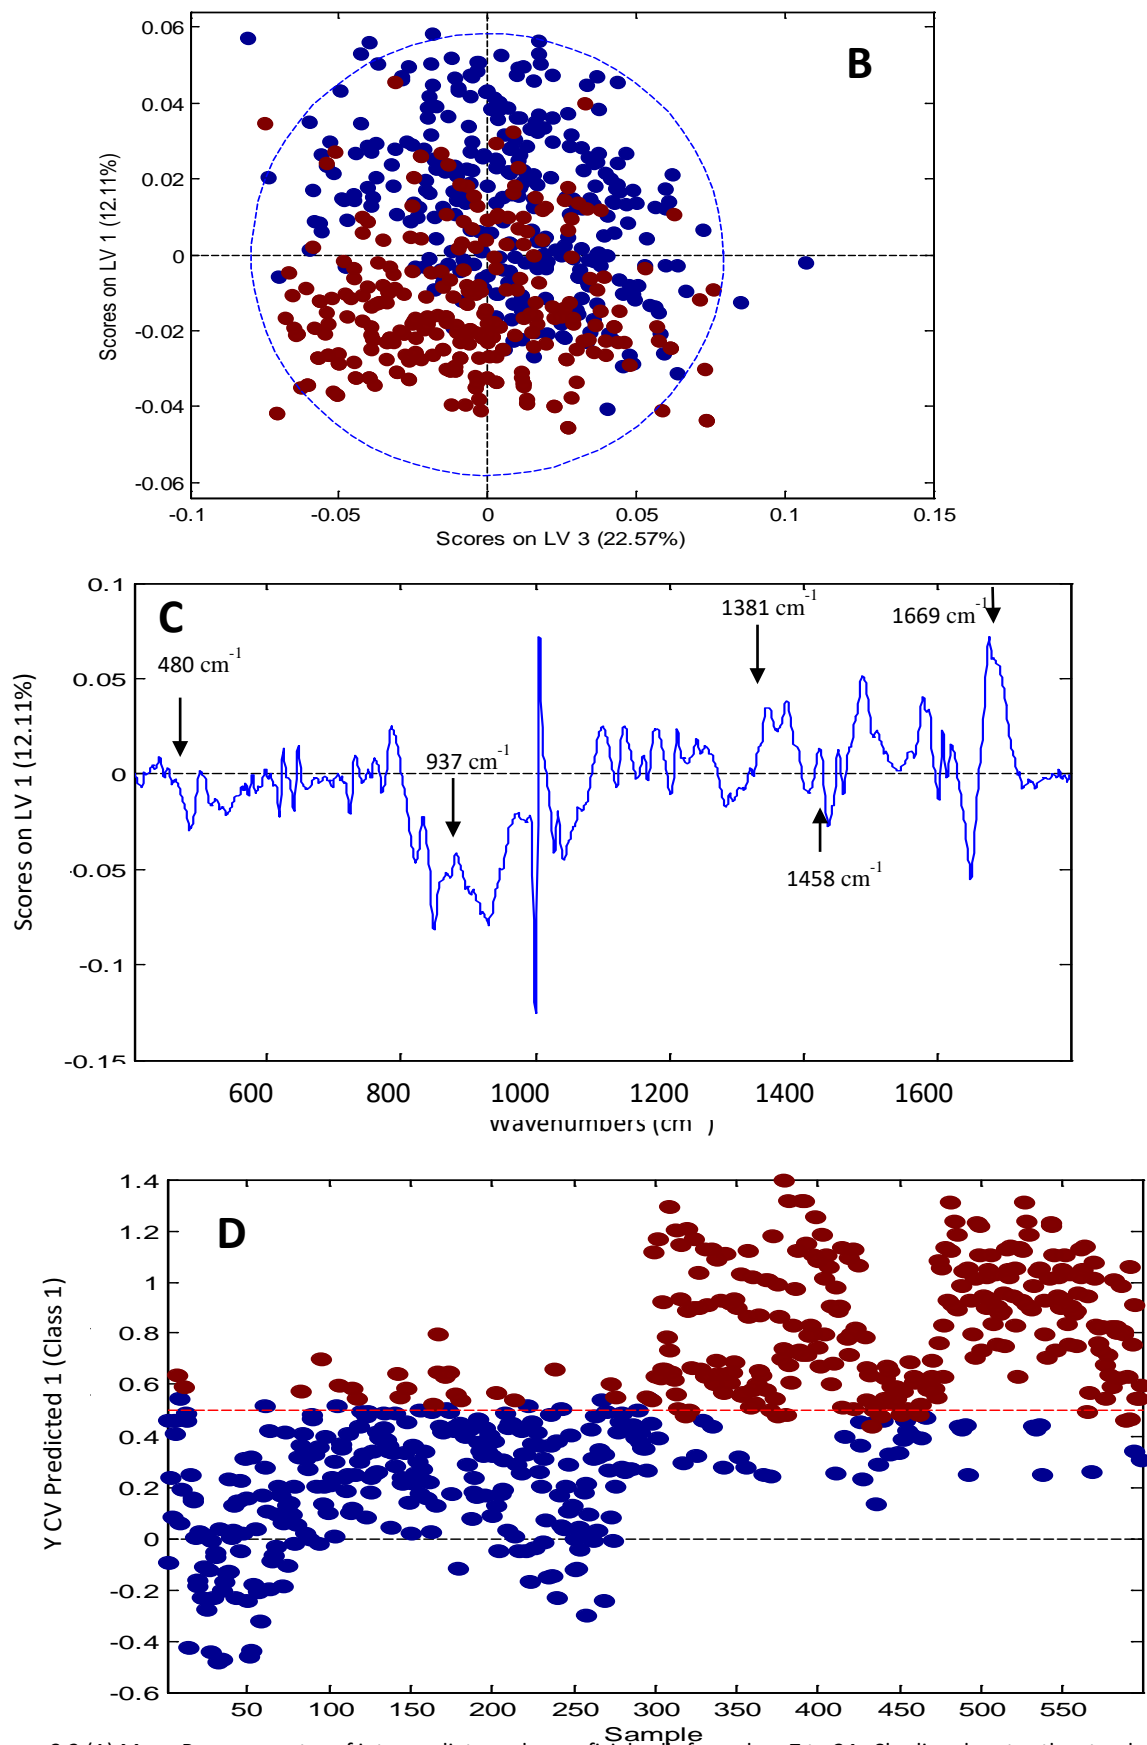 B
0.06
0.04
0.02
0
-0.02
-0.04
-0.06
Scores on LV 1 (12.11%)
-0.1 -0.05 0 0.05 0.1 0.15
Scores on LV 3 (22.57%)
C
0.1
0.05
0
-0.05
-0.1
-0.15
Scores on LV 1 (12.11%)
480 cm-1
937 cm-1
1381 cm-1
1669 cm-1
1458 cm-1
600 800 1000 1200 1400 1600
Wavenumbers (cm )
D
1.4
1.2
1
0.8
0.6
0.4
0.2
0
-0.2
-0.4
-0.6
Y CV Predicted 1 (Class 1)
50 100 150 200 250 300 350 400 450 500 550
Sample